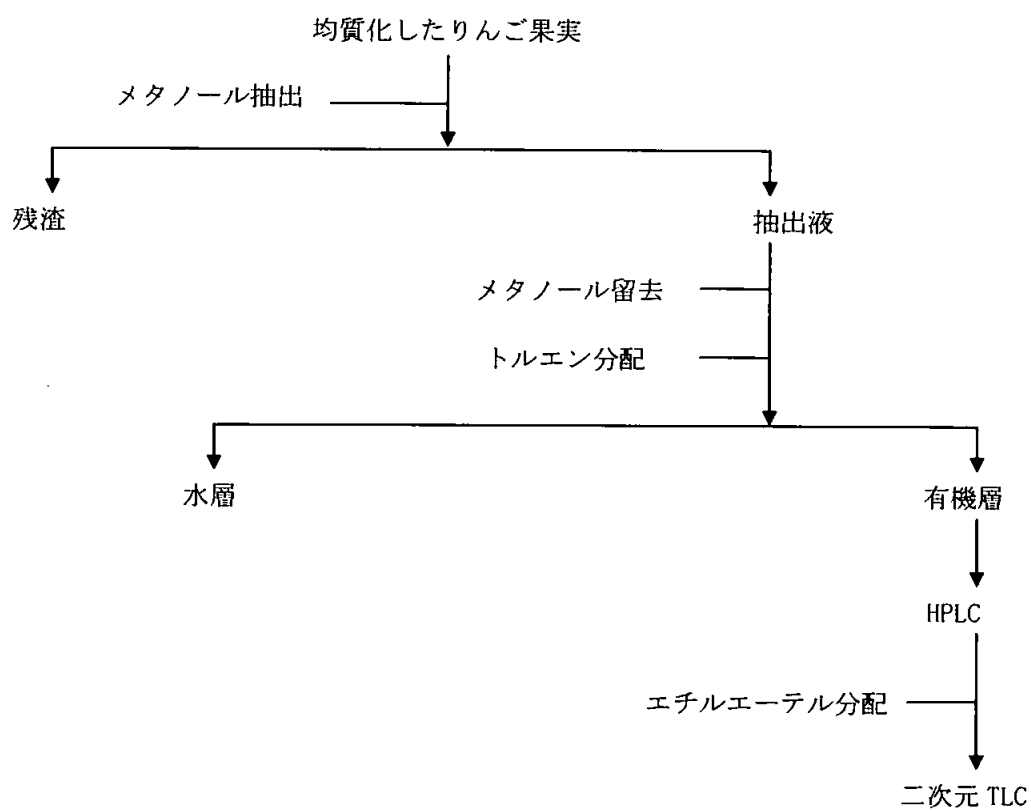 均質化したりんご果実
メタノール抽出
残渣
抽出液
メタノール留去
トルエン分配
水層
有機層
HPLC
エチルエーテル分配
二次元 TLC